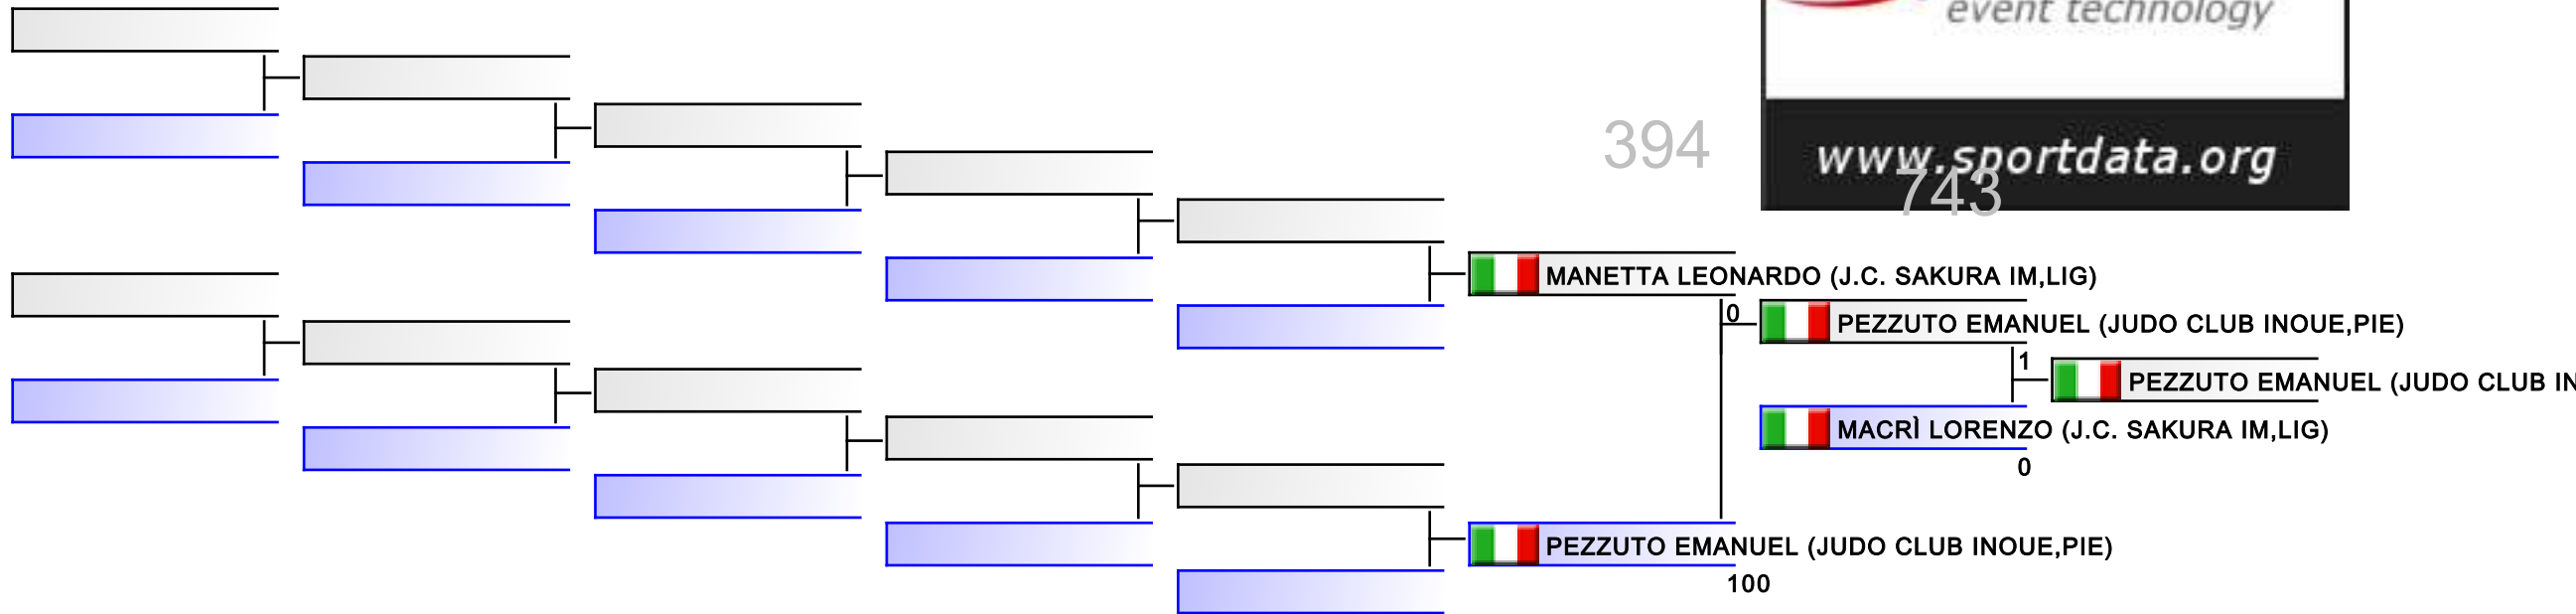 event technology
394
www.sportdata.org
743
MANETTA LEONARDO (J.C. SAKURA IM,LIG)
0
PEZZUTO EMANUEL (JUDO CLUB INOUE,PIE)
1
PEZZUTO EMANUEL (JUDO CLUB IN
MACRÌ LORENZO (J.C. SAKURA IM,LIG)
0
PEZZUTO EMANUEL (JUDO CLUB INOUE,PIE)
100